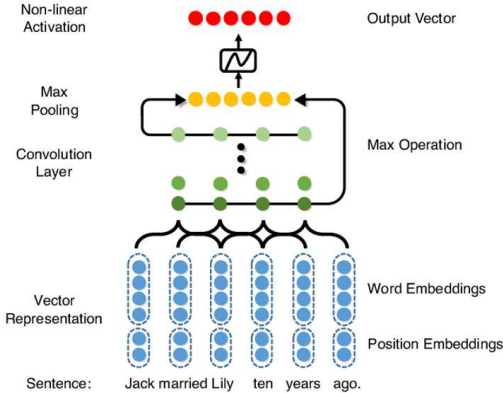 Non-linear
Activation
Output Vector
Max
Pooling
Convolution
Layer
Max Operation
Vector
Representation
Word Embeddings
Position Embeddings
Sentence: Jack married Lily ten years ago.